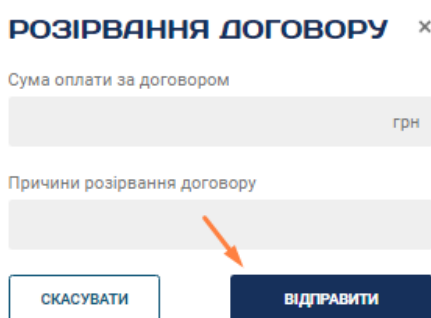 РОЗІРВАННЯ ДОГОВОРУ ×
Сума оплати за договором
грн
Причини розірвання договору
СКАСУВАТИ ВІДПРАВИТИ